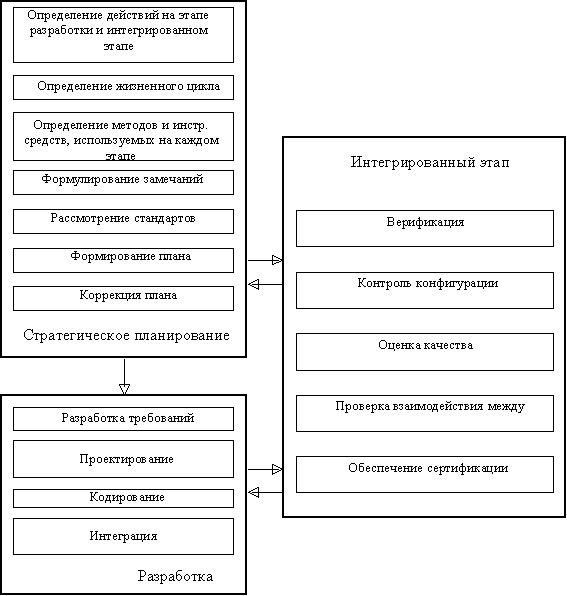 Определение действий на этапе
разработки и интегрированном
этапе
Определение жизненного цикла
Определение методов и инстр.
средств, используемых на каждом
этапе
Формулирование замечаний
Рассмотрение стандартов
Формирование плана
Коррекция плана
Стратегическое планирование
Разработка требований
Проектирование
Кодирование
Интеграция
Разработка
Интегрированный этап
Верификация
Контроль конфигурации
Оценка качества
Проверка взаимодействия между
Обеспечение сертификации